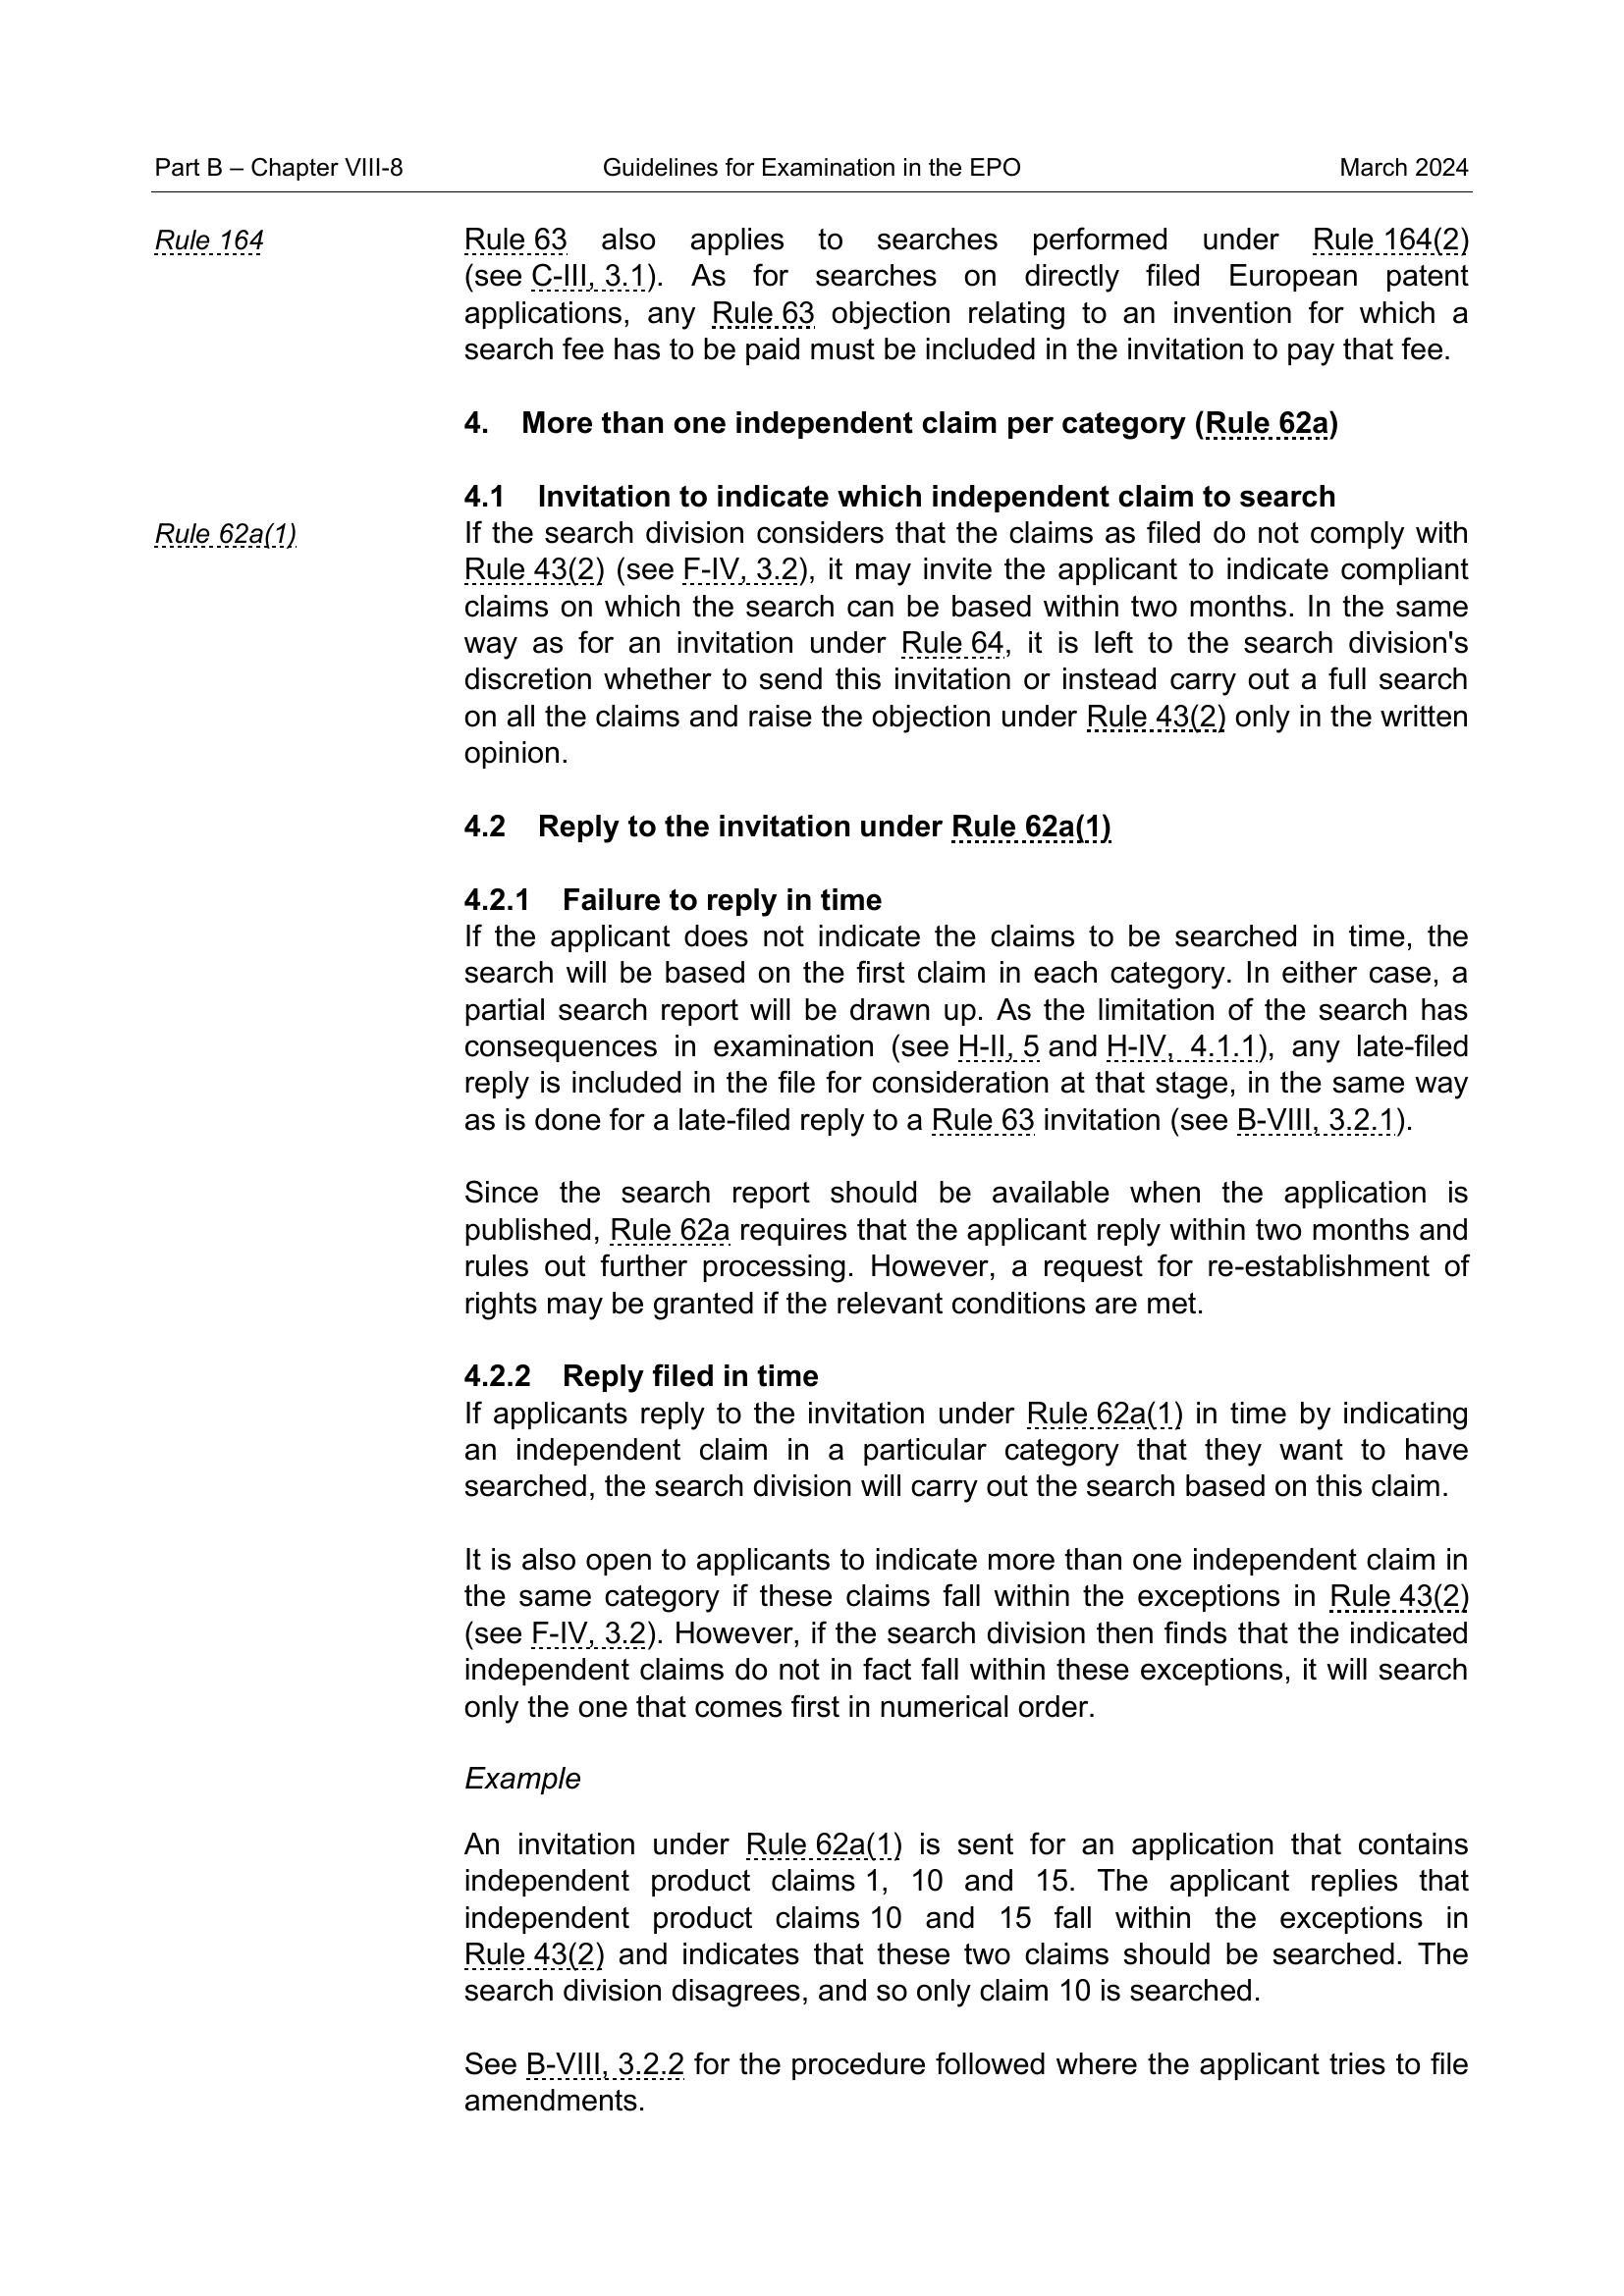 Part B – Chapter VIII-8 Guidelines for Examination in the EPO March 2024
Rule 164
Rule 63 also applies to searches performed under Rule 164(2)
(see C-III, 3.1). As for searches on directly filed European patent
applications, any Rule 63 objection relating to an invention for which a
search fee has to be paid must be included in the invitation to pay that fee.
4. More than one independent claim per category (Rule 62a)
4.1 Invitation to indicate which independent claim to search
Rule 62a(1)
If the search division considers that the claims as filed do not comply with
Rule 43(2) (see F-IV, 3.2), it may invite the applicant to indicate compliant
claims on which the search can be based within two months. In the same
way as for an invitation under Rule 64, it is left to the search division's
discretion whether to send this invitation or instead carry out a full search
on all the claims and raise the objection under Rule 43(2) only in the written
opinion.
4.2 Reply to the invitation under Rule 62a(1)
4.2.1 Failure to reply in time
If the applicant does not indicate the claims to be searched in time, the
search will be based on the first claim in each category. In either case, a
partial search report will be drawn up. As the limitation of the search has
consequences in examination (see H-II, 5 and H-IV, 4.1.1), any late-filed
reply is included in the file for consideration at that stage, in the same way
as is done for a late-filed reply to a Rule 63 invitation (see B-VIII, 3.2.1).
Since the search report should be available when the application is
published, Rule 62a requires that the applicant reply within two months and
rules out further processing. However, a request for re-establishment of
rights may be granted if the relevant conditions are met.
4.2.2 Reply filed in time
If applicants reply to the invitation under Rule 62a(1) in time by indicating
an independent claim in a particular category that they want to have
searched, the search division will carry out the search based on this claim.
It is also open to applicants to indicate more than one independent claim in
the same category if these claims fall within the exceptions in Rule 43(2)
(see F-IV, 3.2). However, if the search division then finds that the indicated
independent claims do not in fact fall within these exceptions, it will search
only the one that comes first in numerical order.
Example
An invitation under Rule 62a(1) is sent for an application that contains
independent product claims 1, 10 and 15. The applicant replies that
independent product claims 10 and 15 fall within the exceptions in
Rule 43(2) and indicates that these two claims should be searched. The
search division disagrees, and so only claim 10 is searched.
See B-VIII, 3.2.2 for the procedure followed where the applicant tries to file
amendments.